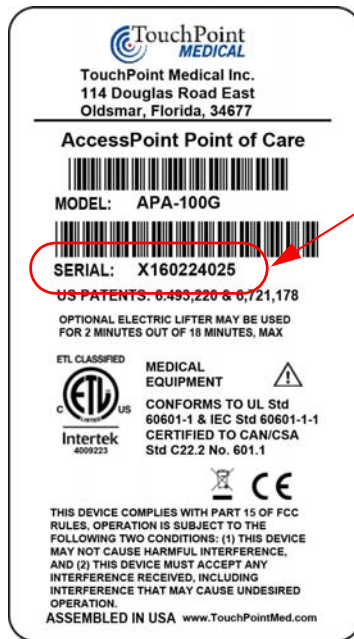 TouchPoint
MEDICAL
TouchPoint Medical Inc.
114 Douglas Road East
Oldsmar, Florida, 34677
AccessPoint Point of Care
MODEL: APA-100G
SERIAL: X160224025
US PATENTS: 6.493,220 & 6,721,178
OPTIONAL ELECTRIC LIFTER MAY BE USED
FOR 2 MINUTES OUT OF 18 MINUTES, MAX
ETL CLASSIFIED
C ETL US
LISTED
Intertek
4009223
MEDICAL
EQUIPMENT
CONFORMS TO UL Std
60601-1 & IEC Std 60601-1-1
CERTIFIED TO CAN/CSA
Std C22.2 No. 601.1
CE
THIS DEVICE COMPLIES WITH PART 15 OF FCC
RULES, OPERATION IS SUBJECT TO THE
FOLLOWING TWO CONDITIONS: (1) THIS DEVICE
MAY NOT CAUSE HARMFUL INTERFERENCE,
AND (2) THIS DEVICE MUST ACCEPT ANY
INTERFERENCE RECEIVED, INCLUDING
INTERFERENCE THAT MAY CAUSE UNDESIRED
OPERATION.
ASSEMBLED IN USA www.TouchPointMed.com